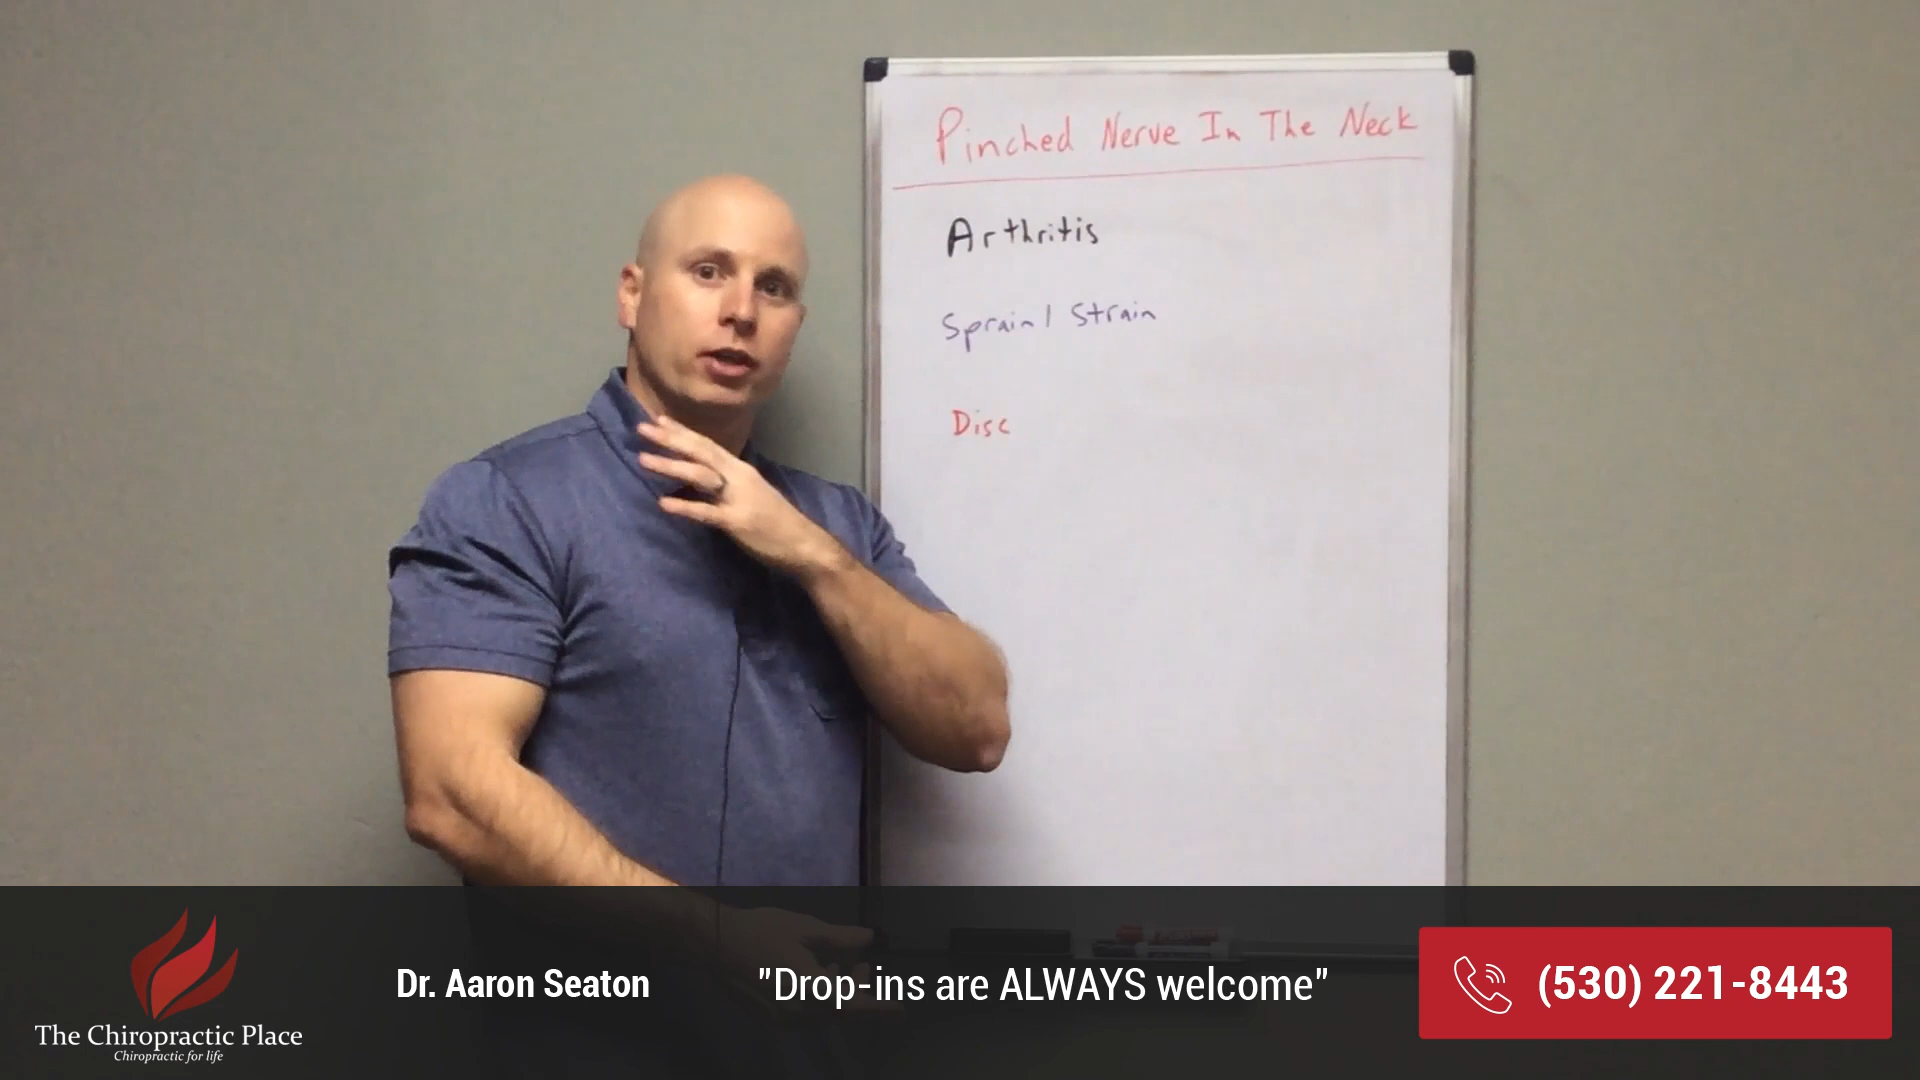 Pinched Nerve In The Neck
Arthritis
Sprain/ Strain
Disc
The Chiropractic Place
Chiropractic for life
Dr. Aaron Seaton
"Drop-ins are ALWAYS welcome"
(530) 221-8443